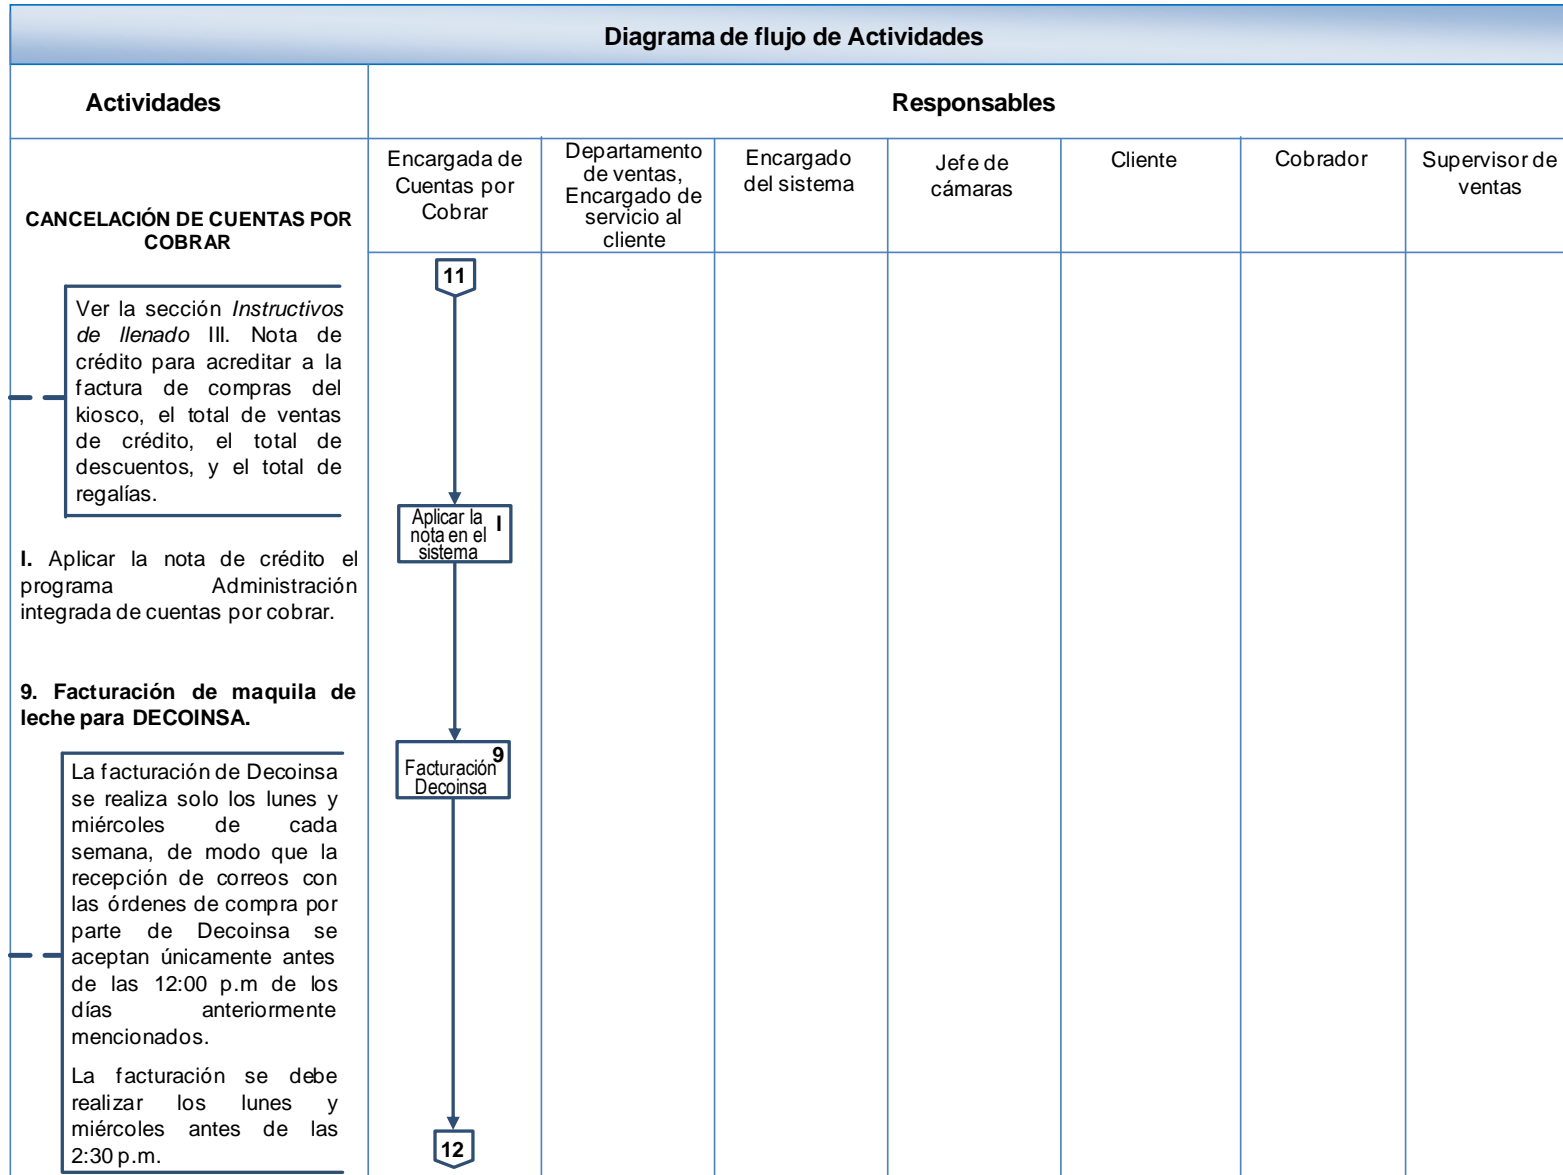 Diagrama de flujo de Actividades
Actividades
Responsables
CANCELACIÓN DE CUENTAS POR
COBRAR
Encargada de
Cuentas por
Cobrar
Departamento
de ventas,
Encargado de
servicio al
cliente
Encargado
del sistema
Jefe de
cámaras
Cliente
Cobrador
Supervisor de
ventas
Ver la sección Instructivos
de llenado III. Nota de
crédito para acreditar a la
factura de compras del
kiosco, el total de ventas
de crédito, el total de
descuentos, y el total de
regalías.
I. Aplicar la nota de crédito el
programa Administración
integrada de cuentas por cobrar.
9. Facturación de maquila de
leche para DECOINSA.
La facturación de Decoinsa
se realiza solo los lunes y
miércoles de cada
semana, de modo que la
recepción de correos con
las órdenes de compra por
parte de Decoinsa se
aceptan únicamente antes
de las 12:00 p.m de los
días anteriormente
mencionados.
La facturación se debe
realizar los lunes y
miércoles antes de las
2:30 p.m.
11
Aplicar la I
nota en el
sistema
9
Facturación
Decoinsa
12